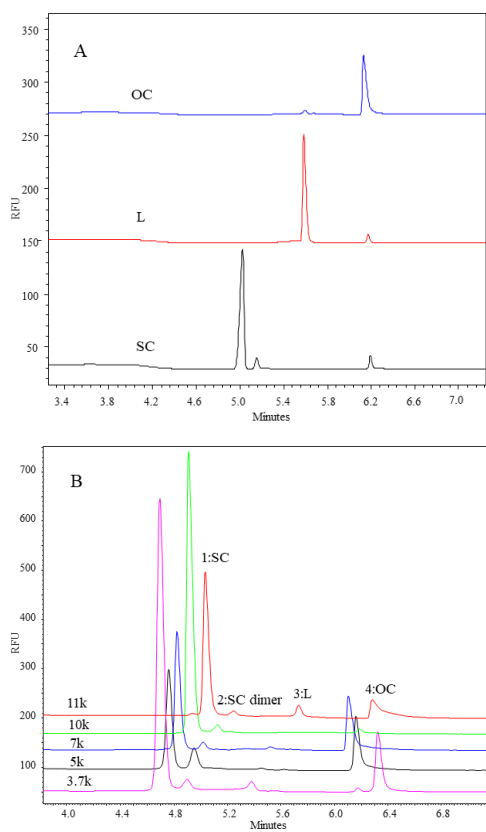 A
350
300
250
200
150
100
50
RFU
OC
L
SC
3.4 3.8 4.2 4.6 5.0 5.4 5.8 6.2 6.6 7.0
Minutes
B
700
600
500
400
300
200
100
RFU
1:SC
2:SC dimer
3:L
4:OC
11k
10k
7k
5k
3.7k
4.0 4.8 5.2 5.6 6.0 6.4 6.8
Minutes